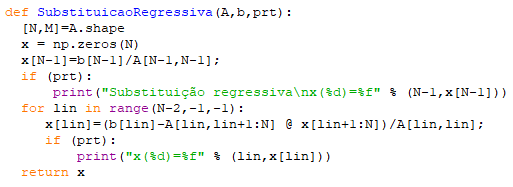 def SubstituicaoRegressiva(A,b,prt):
  [N,M]=A.shape
  x = np.zeros(N)
  x[N-1]=b[N-1]/A[N-1,N-1];
  if (prt):
      print("Substituição regressiva\nx(%d)=%f" % (N-1,x[N-1]))
  for lin in range(N-2,-1,-1):
     x[lin]=(b[lin]-A[lin,lin+1:N] @ x[lin+1:N])/A[lin,lin];
     if (prt):
         print("x(%d)=%f" % (lin,x[lin]))
  return x